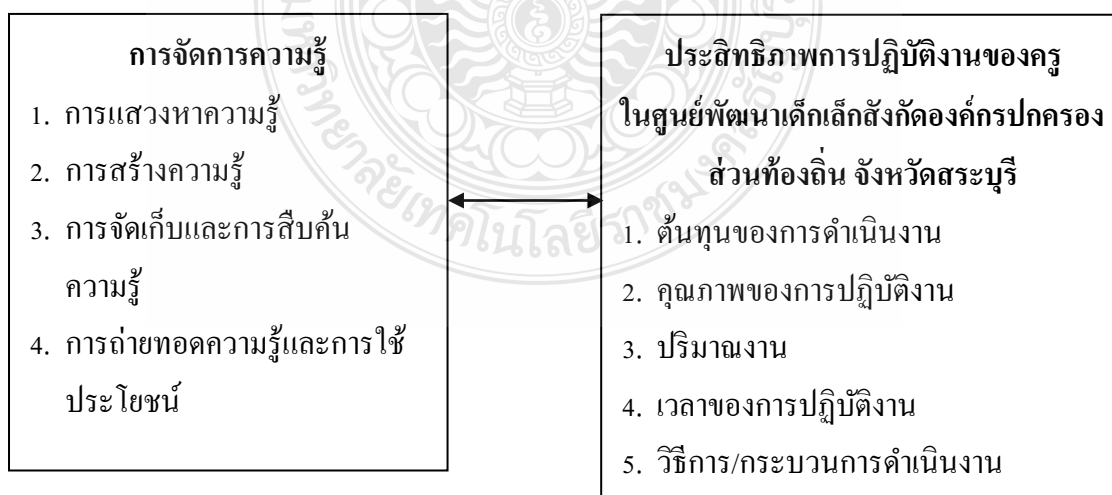 การจัดการความรู้
1. การแสวงหาความรู้
2. การสร้างความรู้
3. การจัดเก็บและการสืบค้น
ความรู้
4. การถ่ายทอดความรู้และการใช้
ประโยชน์
ประสิทธิภาพการปฏิบัติงานของครู
ในศูนย์พัฒนาเด็กเล็กสังกัดองค์กรปกครอง
ส่วนท้องถิ่น จังหวัดสระบุรี
1. ต้นทุนของการดำเนินงาน
2. คุณภาพของการปฏิบัติงาน
3. ปริมาณงาน
4. เวลาของการปฏิบัติงาน
5. วิธีการ/กระบวนการดำเนินงาน